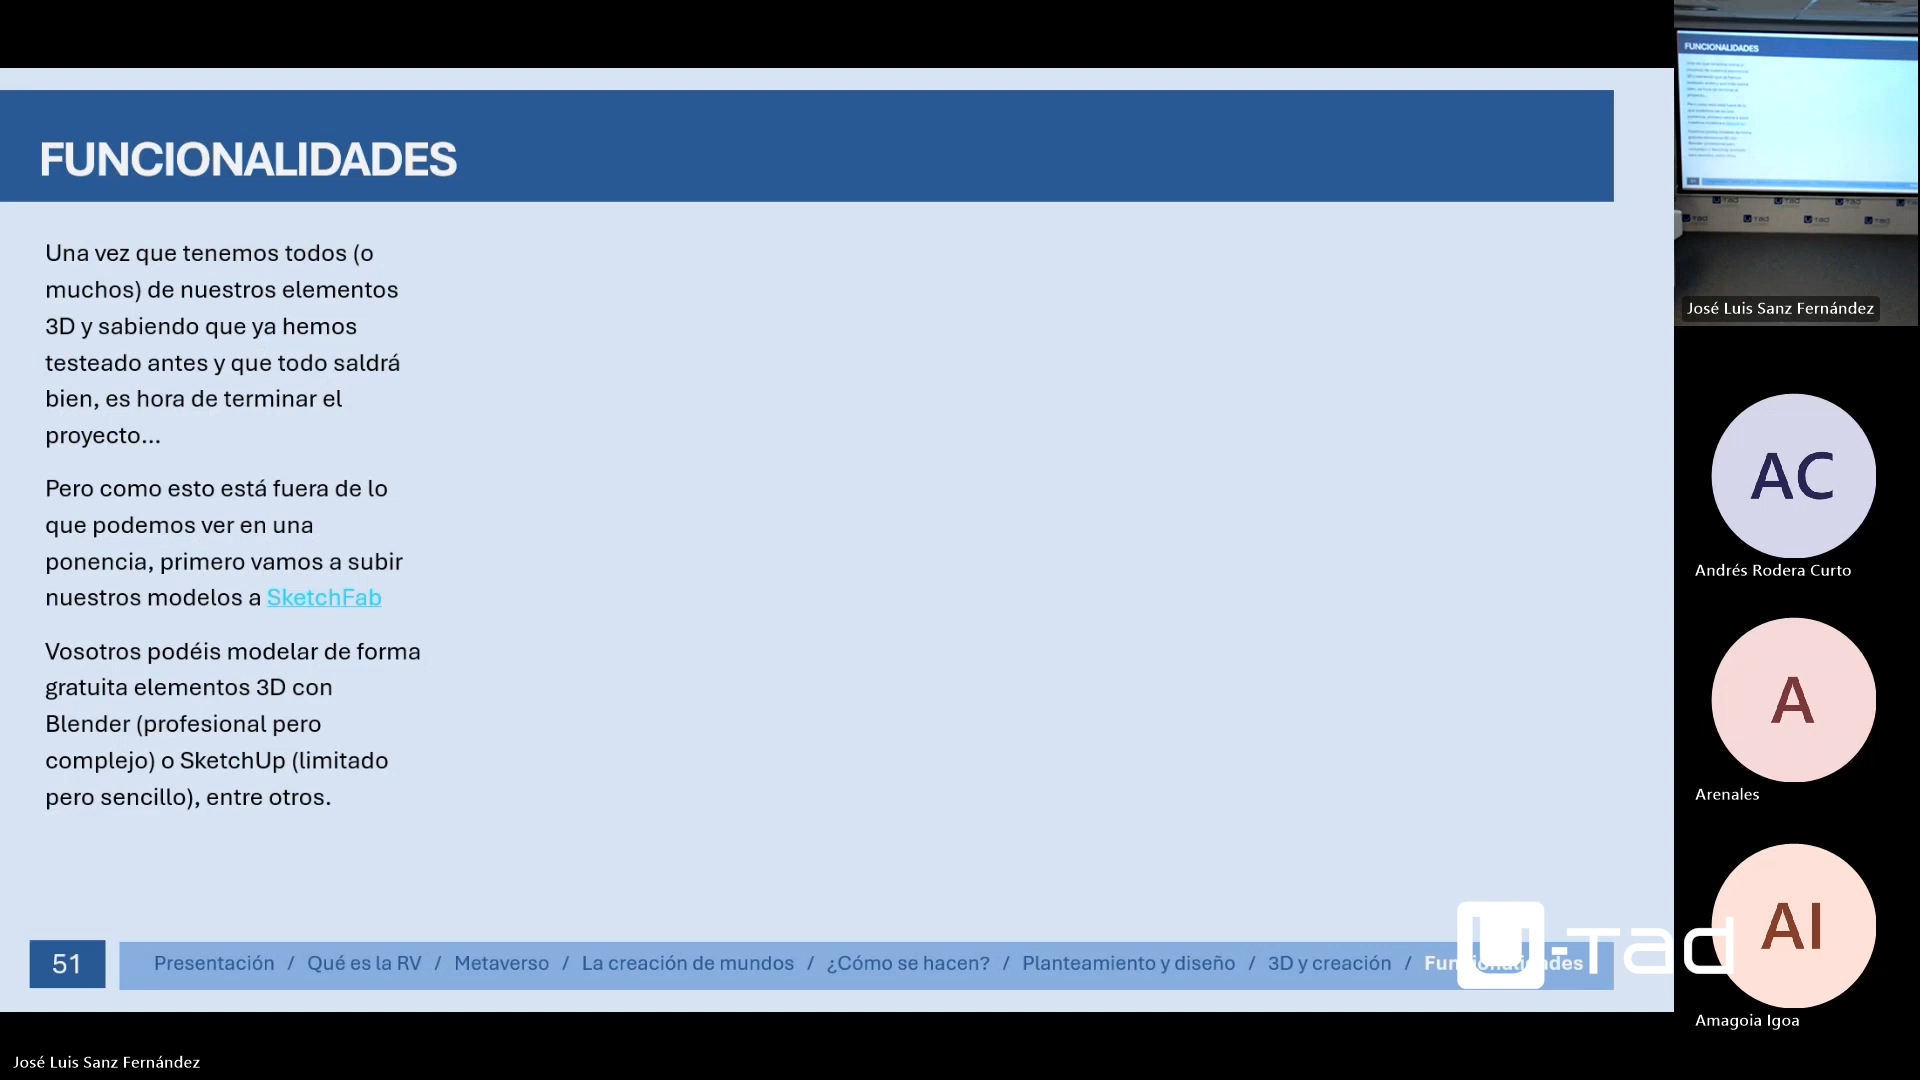 FUNCIONALIDADES
Una vez que tenemos todos (o
muchos) de nuestros elementos
3D y sabiendo que ya hemos
testeado antes y que todo saldrá
bien, es hora de terminar el
proyecto...
Pero como esto está fuera de lo
que podemos ver en una
ponencia, primero vamos a subir
nuestros modelos a SketchFab
Vosotros podéis modelar de forma
gratuita elementos 3D con
Blender (profesional pero
complejo) o SketchUp (limitado
pero sencillo), entre otros.
51
Presentación / Qué es la RV / Metaverso / La creación de mundos / ¿Cómo se hacen? / Planteamiento y diseño / 3D y creación / Funcionalidades
U-Tad
José Luis Sanz Fernández
FUNCIONALIDADES
José Luis Sanz Fernández
AC
Andrés Rodera Curto
A
Arenales
AI
Amagoia Igoa